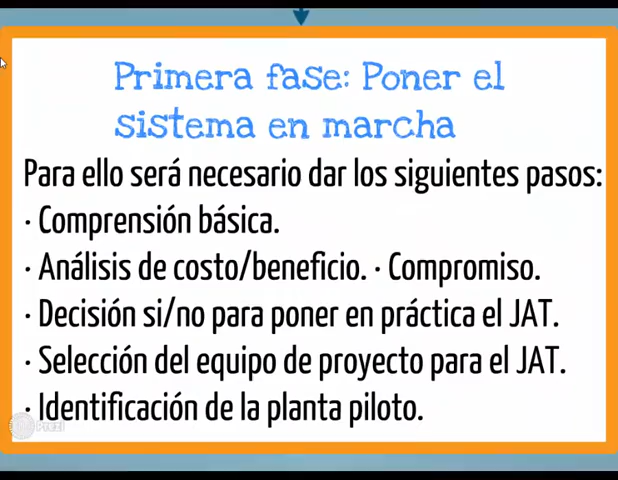 Primera fase: Poner el
sistema en marcha
Para ello será necesario dar los siguientes pasos:
· Comprensión básica.
· Análisis de costo/beneficio. · Compromiso.
· Decisión si/no para poner en práctica el JAT.
· Selección del equipo de proyecto para el JAT.
· Identificación de la planta piloto.
Prezi